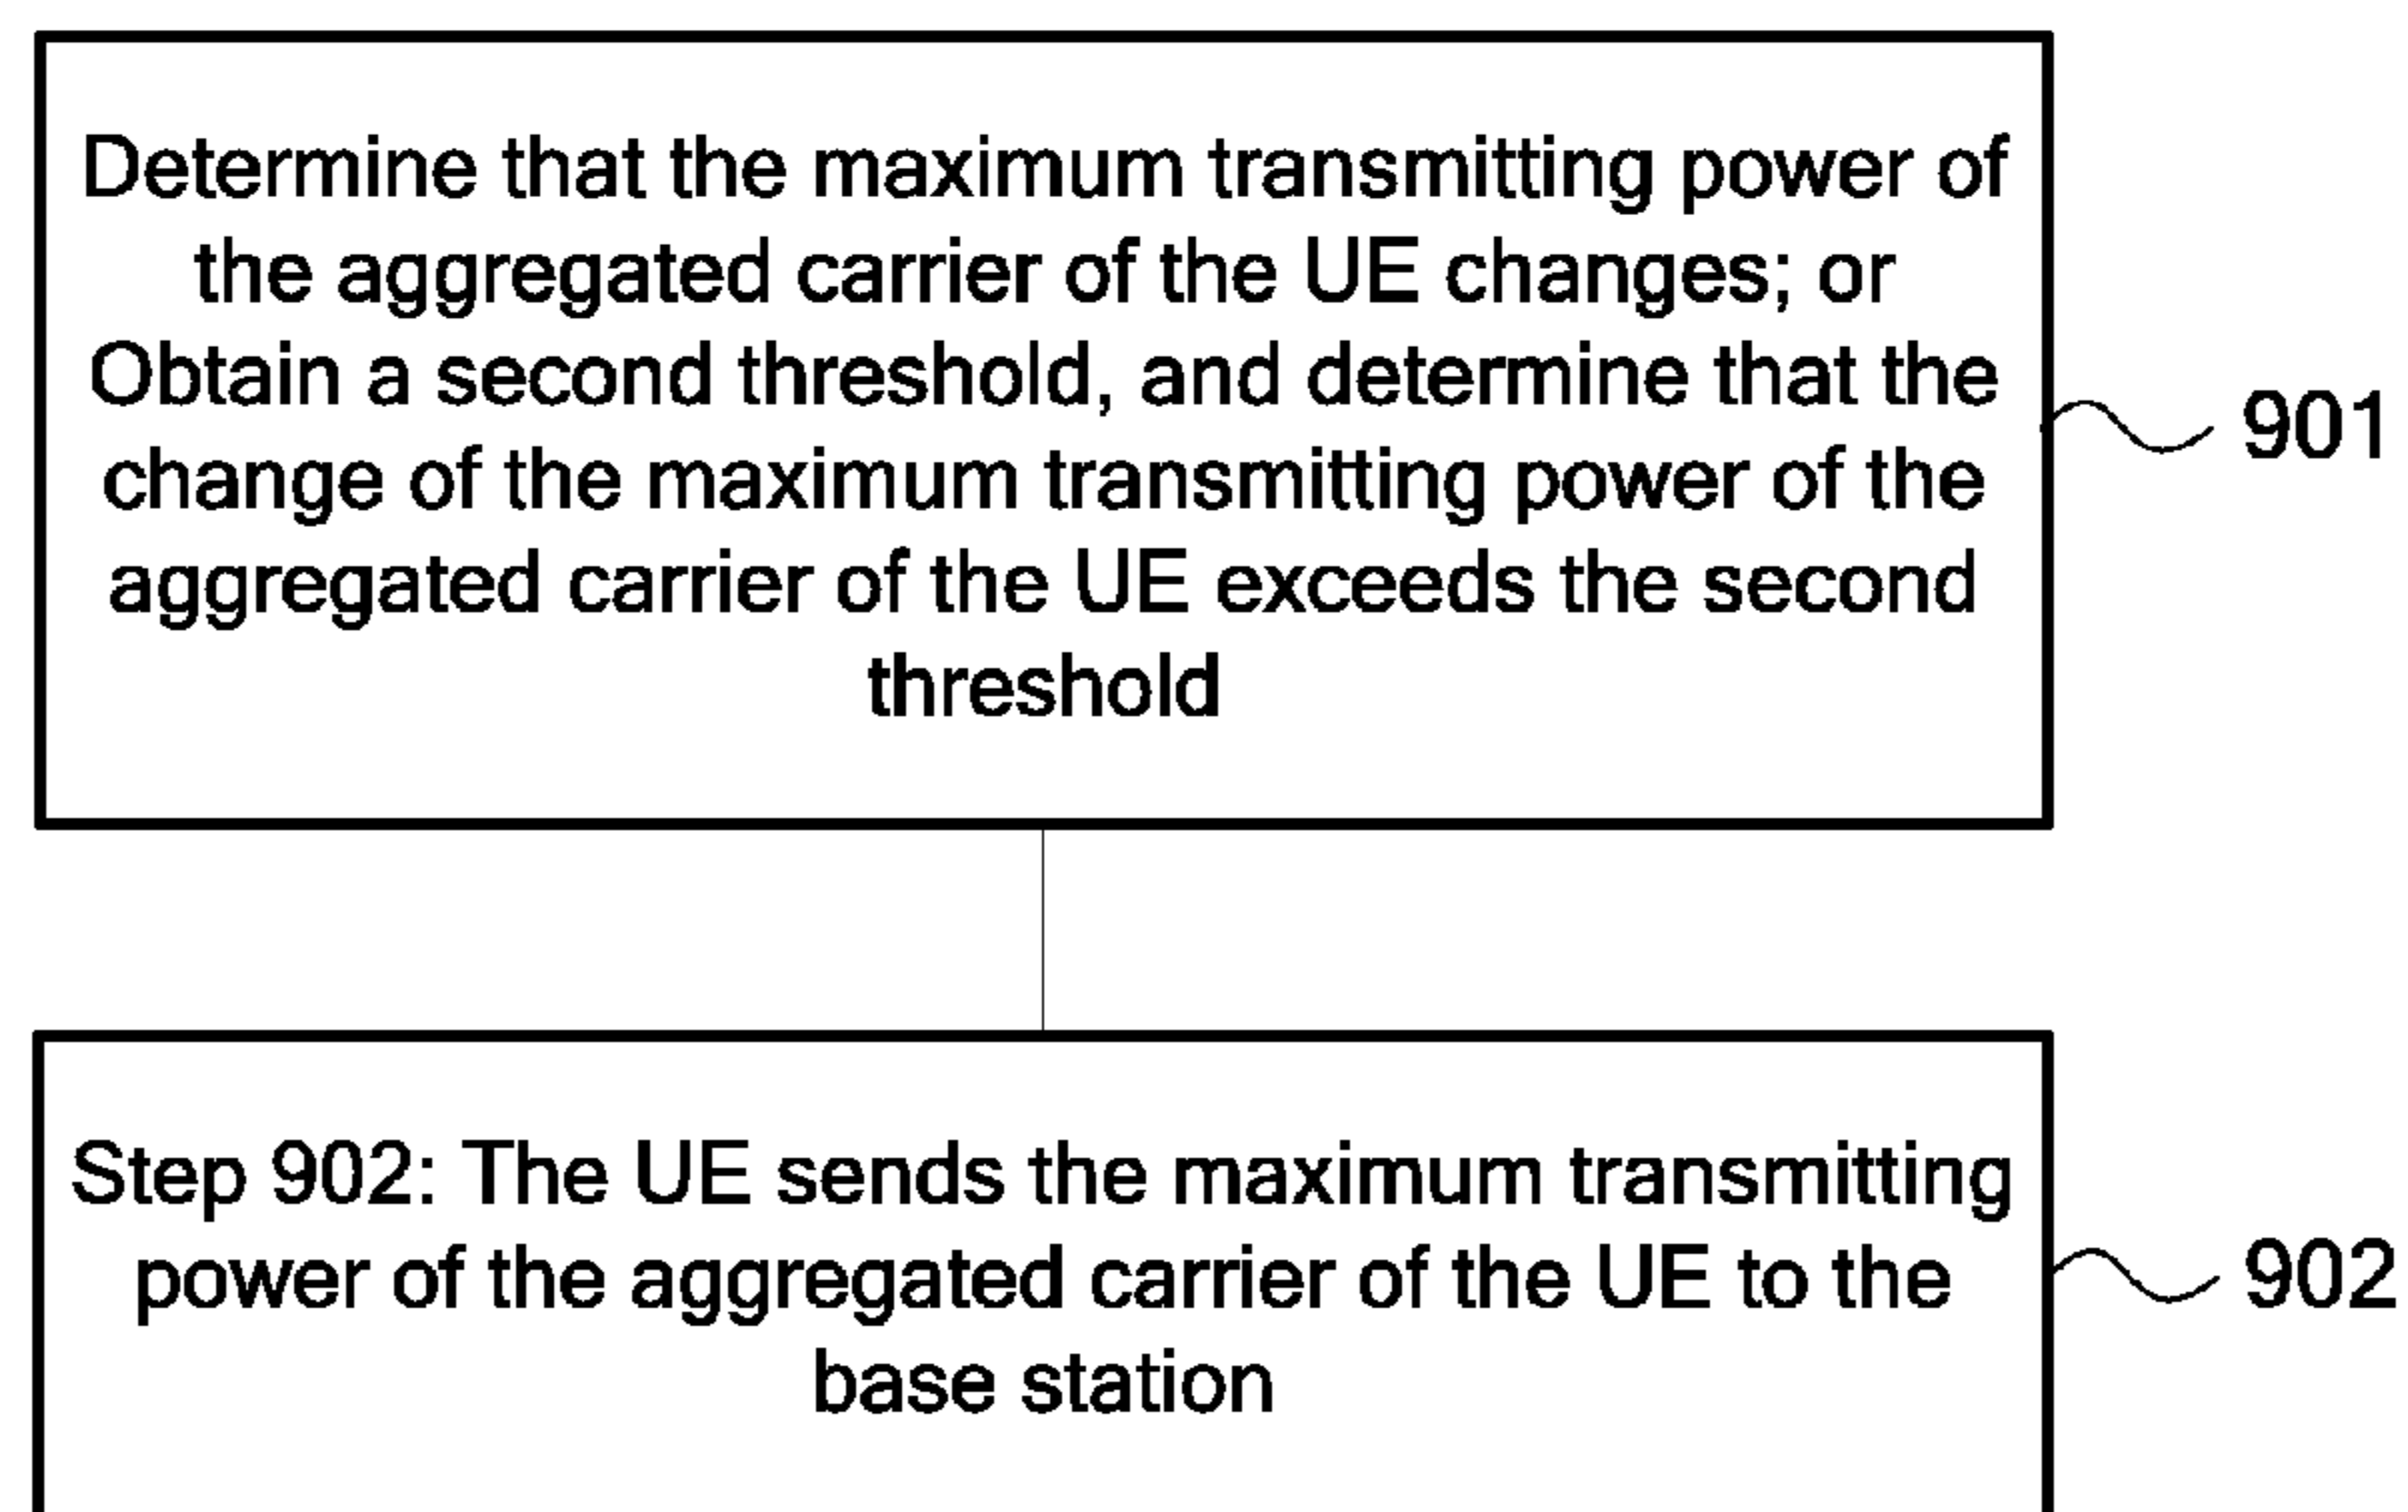 Determine that the maximum transmitting power of
the aggregated carrier of the UE changes; or
Obtain a second threshold, and determine that the
change of the maximum transmitting power of the
aggregated carrier of the UE exceeds the second
threshold
901
Step 902: The UE sends the maximum transmitting
power of the aggregated carrier of the UE to the
base station
902